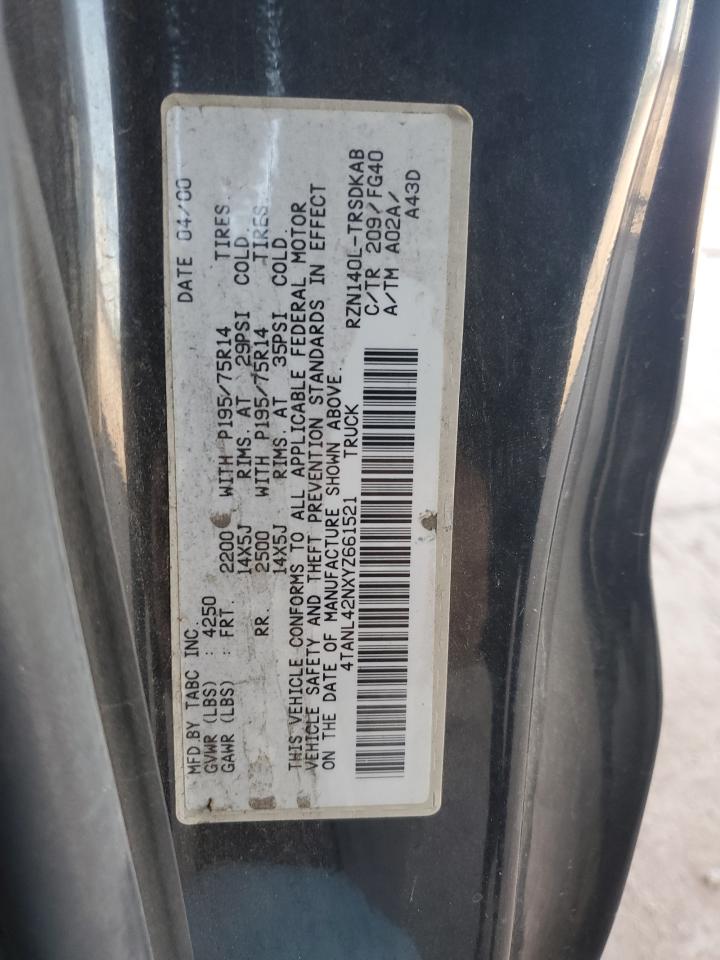 MFD.BY TABC INC. DATE 04/00
GVWR (LBS) : 4250
GAWR (LBS) : FRT. 2200 WITH P195/75R14 TIRES.
14X5J RIMS. AT 29PSI COLD.
RR. 2500 WITH P195/75R14 TIRES.
14X5J RIMS. AT 35PSI COLD.
THIS VEHICLE CONFORMS TO ALL APPLICABLE FEDERAL MOTOR
VEHICLE SAFETY AND THEFT PREVENTION STANDARDS IN EFFECT
ON THE DATE OF MANUFACTURE SHOWN ABOVE.
4TANL42NXYZ661521 TRUCK
RZN140L-TRSDKAB
C/TR 209/FG40
A/TM A02A/
A43D